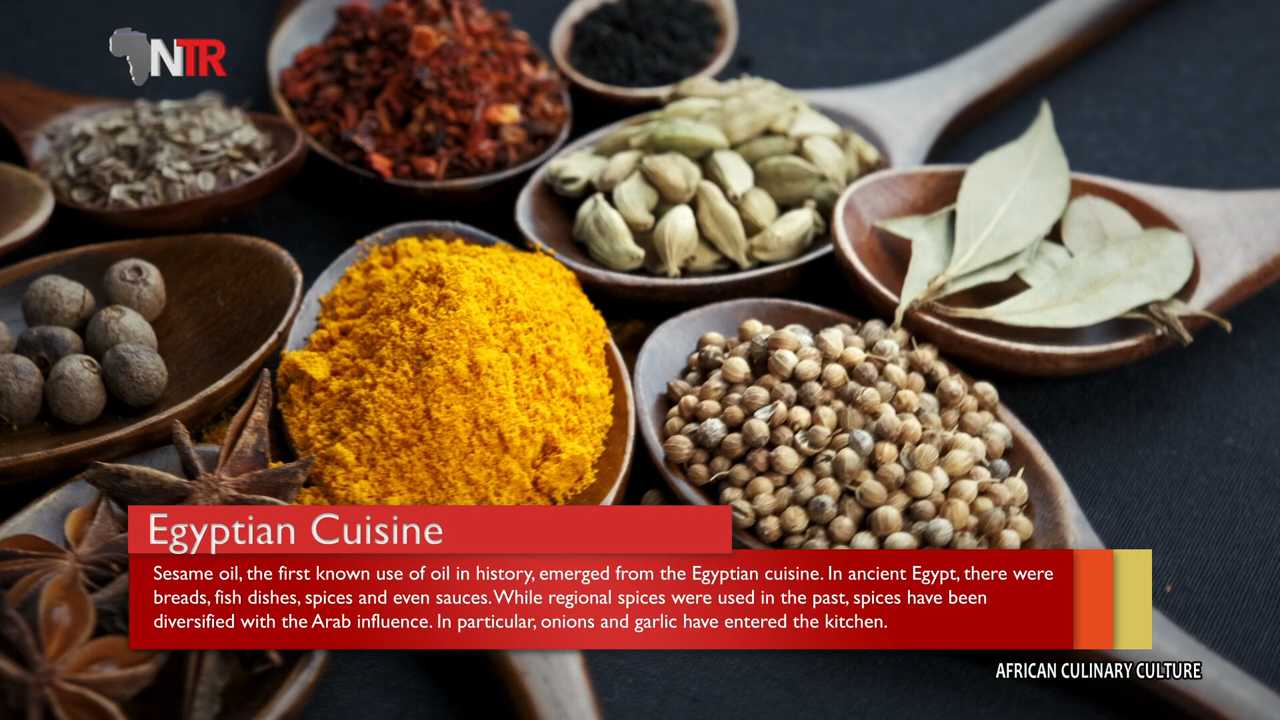 NTR
Egyptian Cuisine
Sesame oil, the first known use of oil in history, emerged from the Egyptian cuisine. In ancient Egypt, there were
breads, fish dishes, spices and even sauces. While regional spices were used in the past, spices have been
diversified with the Arab influence. In particular, onions and garlic have entered the kitchen.
AFRICAN CULINARY CULTURE